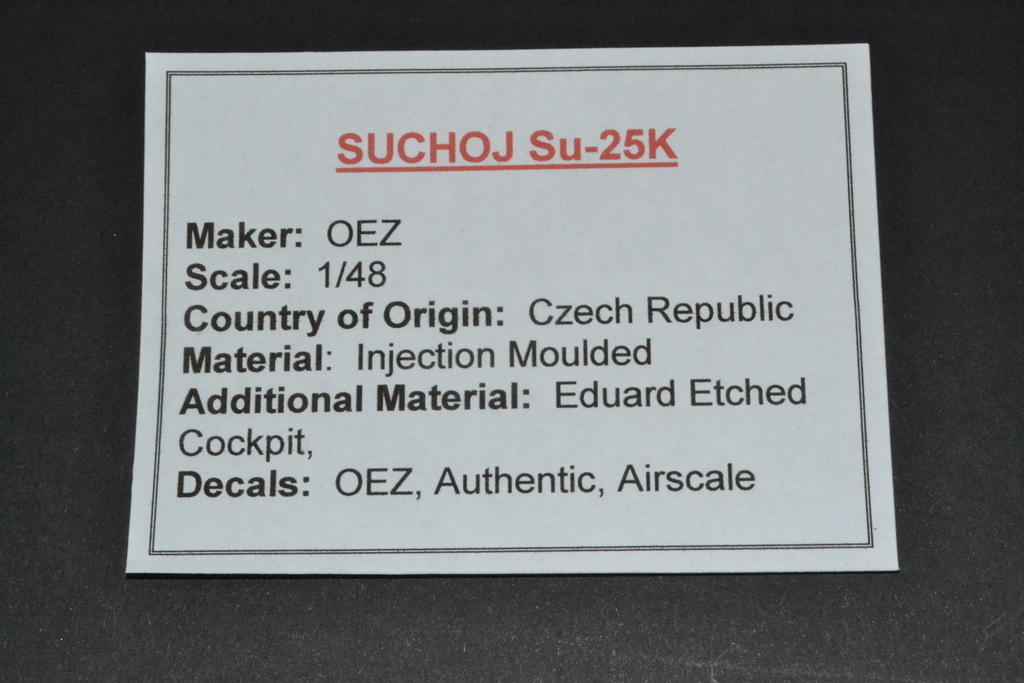 SUCHOJ Su-25K
Maker: OEZ
Scale: 1/48
Country of Origin: Czech Republic
Material: Injection Moulded
Additional Material: Eduard Etched
Cockpit,
Decals: OEZ, Authentic, Airscale